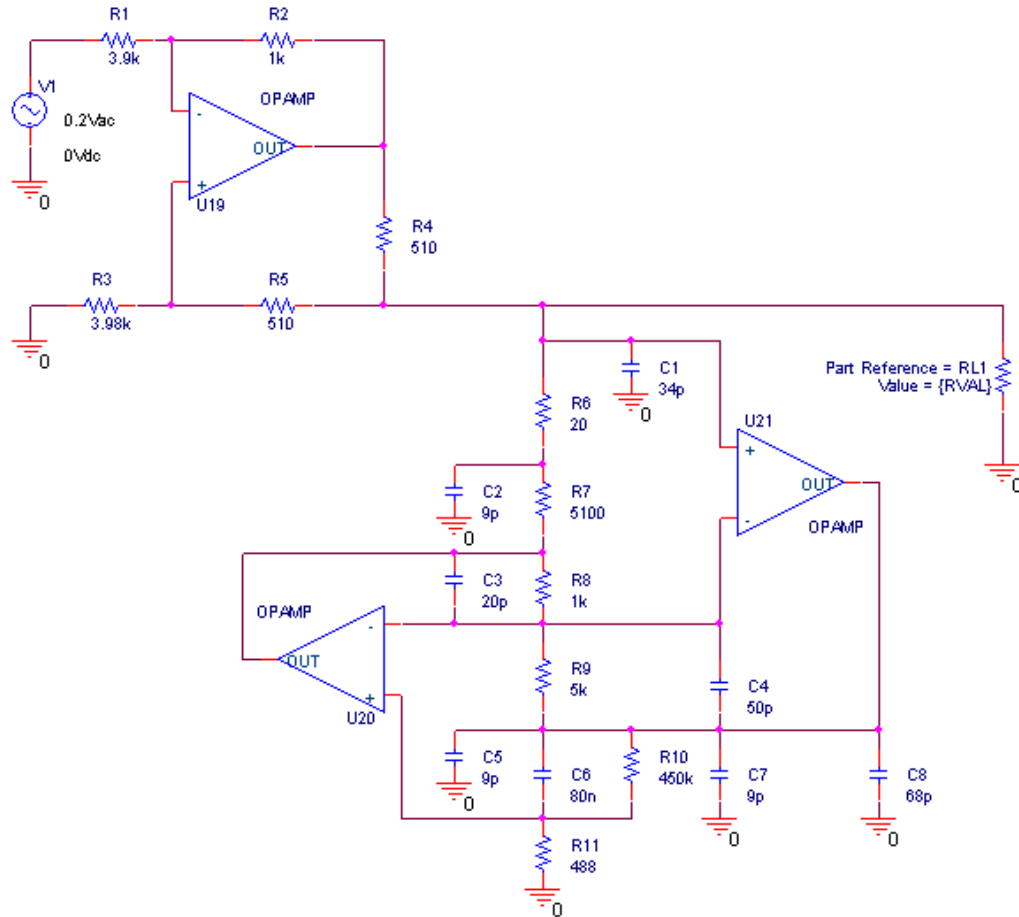 R1
3.9k
R2
1k
V1
0.2Vac
0Vdc
0
OPAMP
-
+
OUT
U19
R4
510
R3
3.98k
0
R5
510
C1
34p
0
Part Reference = RL1
Value = {RVAL}
0
R6
20
U21
+
-
OUT
OPAMP
C2
9p
0
R7
5100
C3
20p
R8
1k
OPAMP
-
+
OUT
U20
R9
5k
C4
50p
C5
9p
0
C6
80n
R10
450k
C7
9p
0
C8
68p
0
R11
488
0